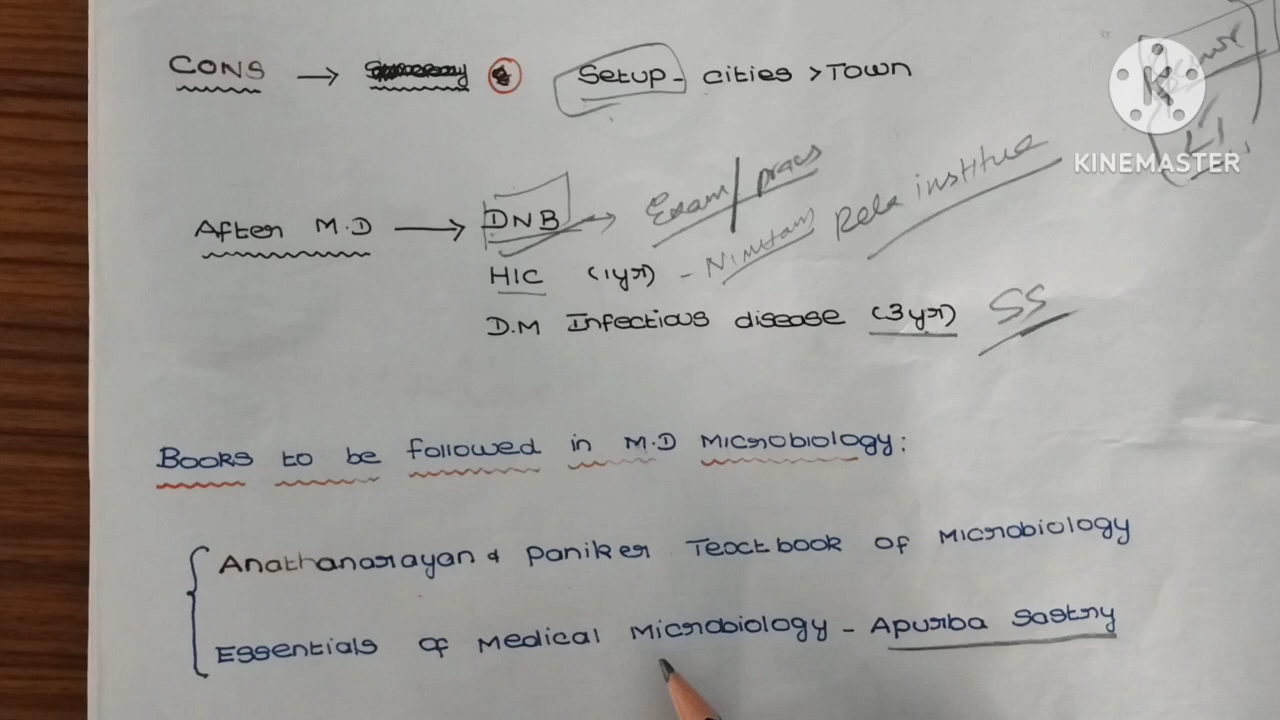 CONS → Setup - cities > Town
KINEMASTER
After M.D → DNB → Exam/pracs
HIC (1yr) - Rela institue
D.M Infectious disease (3yr) SS
Books to be followed in M.D Microbiology:
Anathanarayan & Paniker Textbook of Microbiology
Essentials of Medical Microbiology - Apurba Sastry